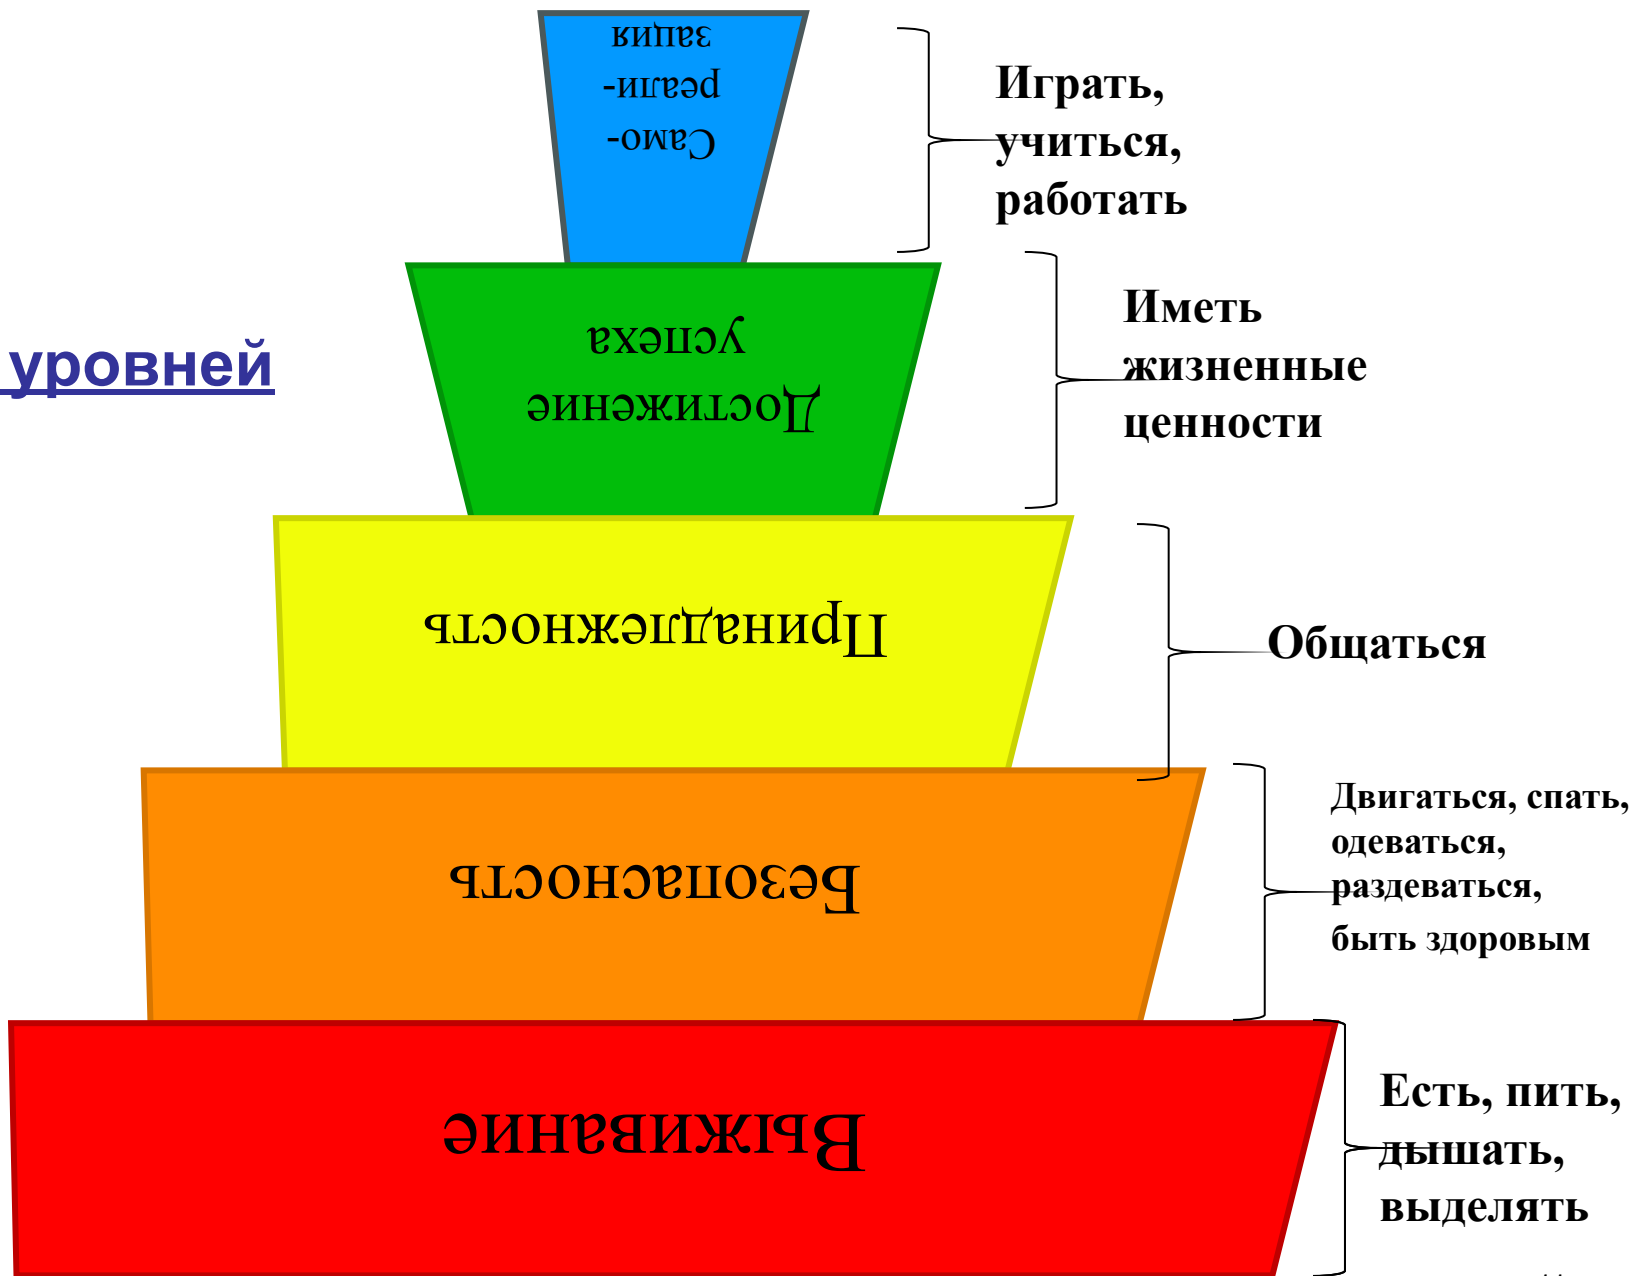 Само-
реали-
зация
Играть,
учиться,
работать
уровней
Достижение
успеха
Иметь
жизненные
ценности
Принадлежность
Общаться
Безопасность
Двигаться, спать,
одеваться,
раздеваться,
быть здоровым
Выживание
Есть, пить,
дышать,
выделять